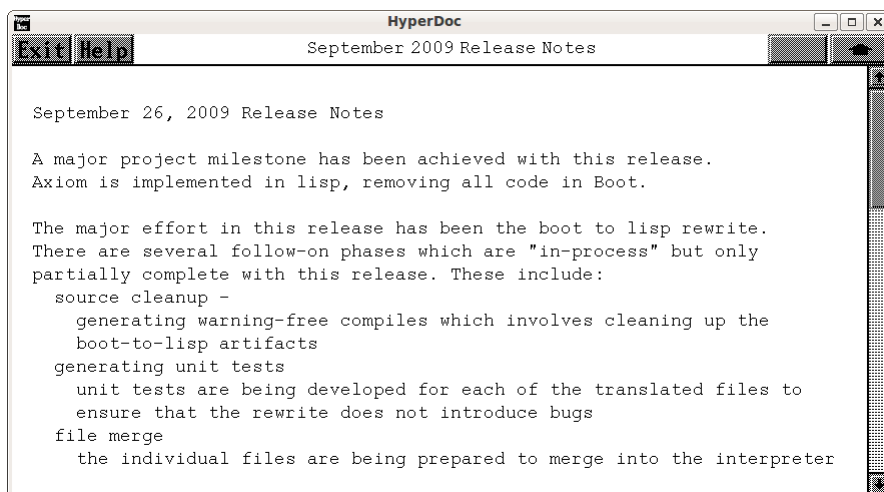 HyperDoc
Exit Help September 2009 Release Notes
September 26, 2009 Release Notes
A major project milestone has been achieved with this release.
Axiom is implemented in lisp, removing all code in Boot.
The major effort in this release has been the boot to lisp rewrite.
There are several follow-on phases which are "in-process" but only
partially complete with this release. These include:
source cleanup -
generating warning-free compiles which involves cleaning up the
boot-to-lisp artifacts
generating unit tests
unit tests are being developed for each of the translated files to
ensure that the rewrite does not introduce bugs
file merge
the individual files are being prepared to merge into the interpreter